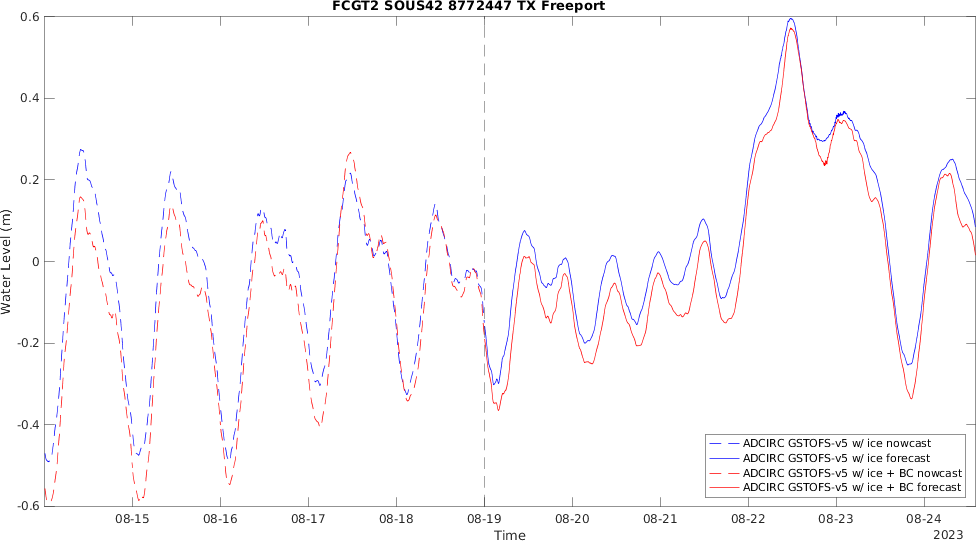 FCGT2 SOUS42 8772447 TX Freeport
Water Level (m)
0.6
0.4
0.2
0
-0.2
-0.4
-0.6
08-15 08-16 08-17 08-18 08-19 08-20 08-21 08-22 08-23 08-24
Time
2023
ADCIRC GSTOFS-v5 w/ ice nowcast
ADCIRC GSTOFS-v5 w/ ice forecast
ADCIRC GSTOFS-v5 w/ ice + BC nowcast
ADCIRC GSTOFS-v5 w/ ice + BC forecast